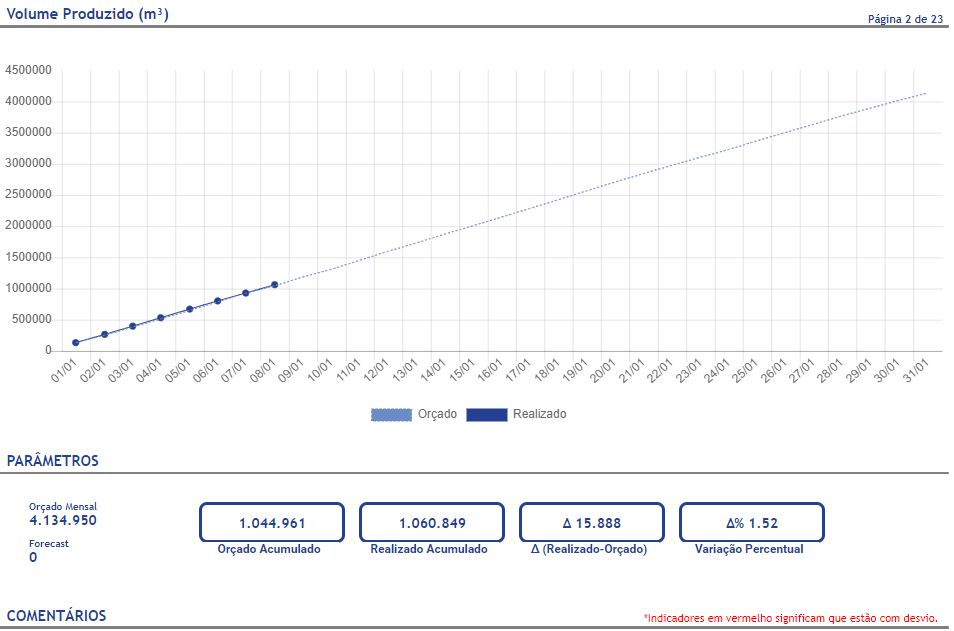 Volume Produzido (m³)
Página 2 de 23
4500000
4000000
3500000
3000000
2500000
2000000
1500000
1000000
500000
0
01/01 02/01 03/01 04/01 05/01 06/01 07/01 08/01 09/01 10/01 11/01 12/01 13/01 14/01 15/01 16/01 17/01 18/01 19/01 20/01 21/01 22/01 23/01 24/01 25/01 26/01 27/01 28/01 29/01 30/01 31/01
Orçado Realizado
PARÂMETROS
Orçado Mensal
4.134.950
Forecast
0
1.044.961
Orçado Acumulado
1.060.849
Realizado Acumulado
Δ 15.888
Δ (Realizado-Orçado)
Δ% 1.52
Variação Percentual
COMENTÁRIOS
*Indicadores em vermelho significam que estão com desvio.